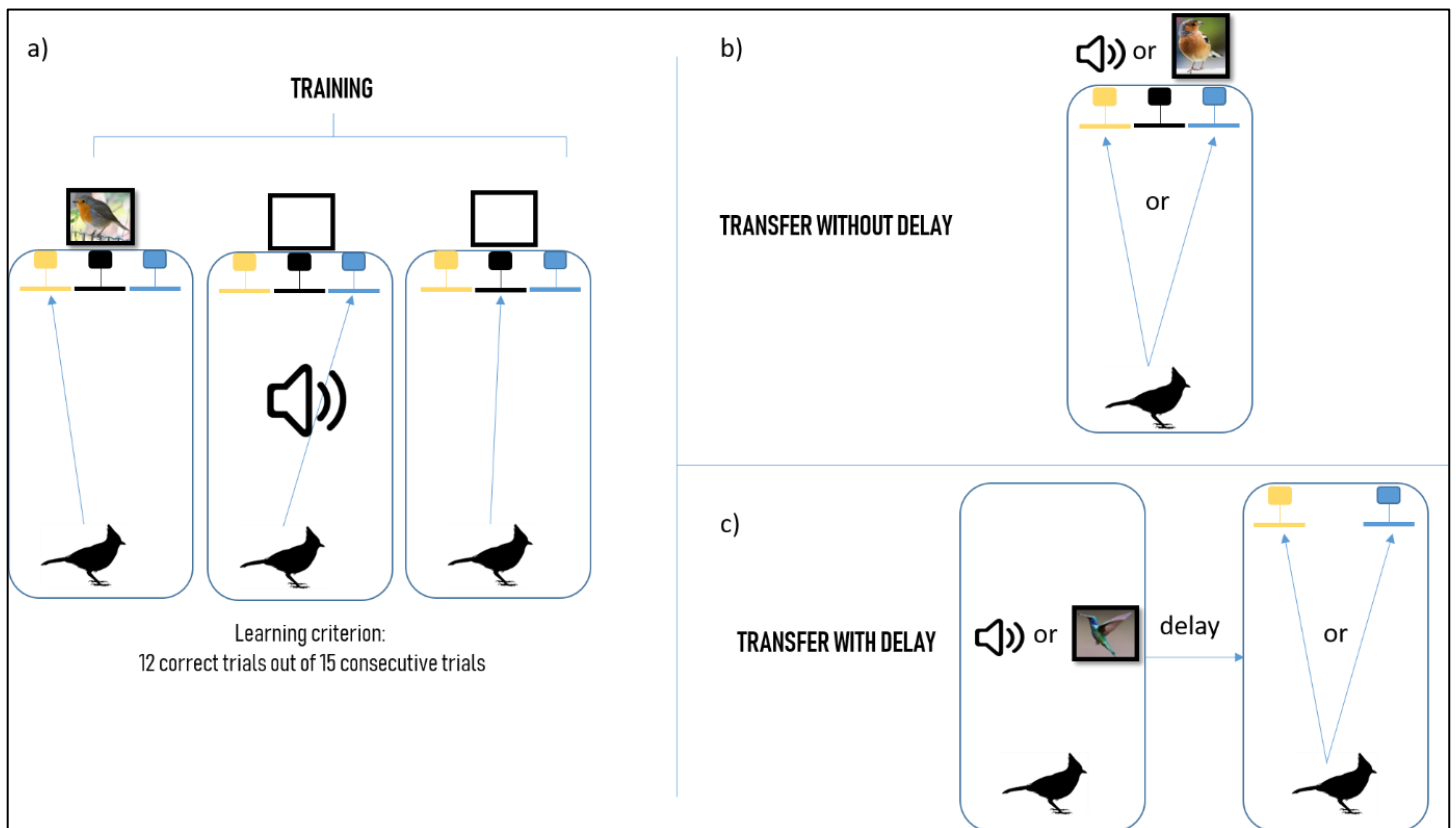 a)
TRAINING
Learning criterion:
12 correct trials out of 15 consecutive trials
b)
or
or
TRANSFER WITHOUT DELAY
c)
or
delay
or
TRANSFER WITH DELAY